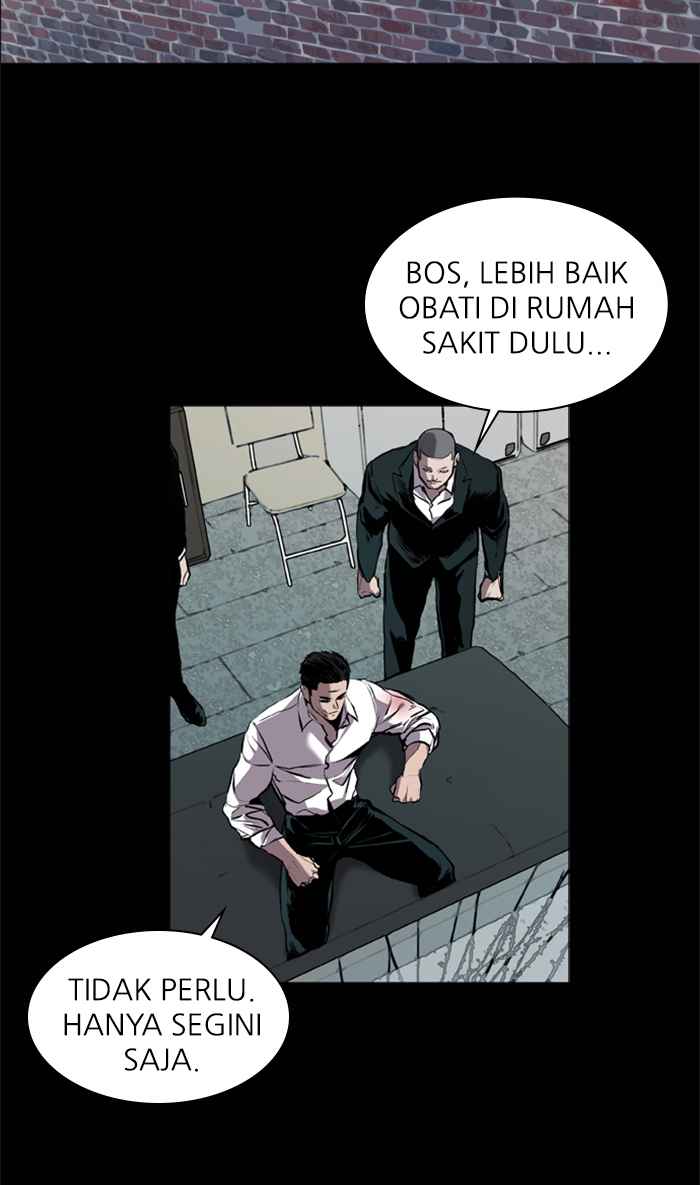 BOS, LEBIH BAIK
OBATI DI RUMAH
SAKIT DULU...
TIDAK PERLU.
HANYA SEGINI
SAJA.